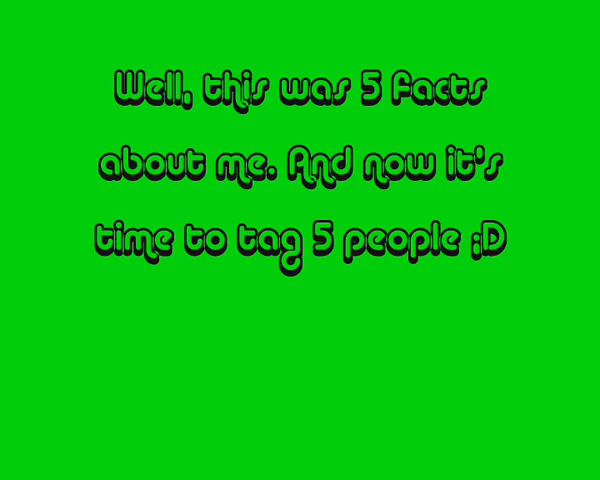 Well, this was 5 facts
about me. And now it's
time to tag 5 people ;D